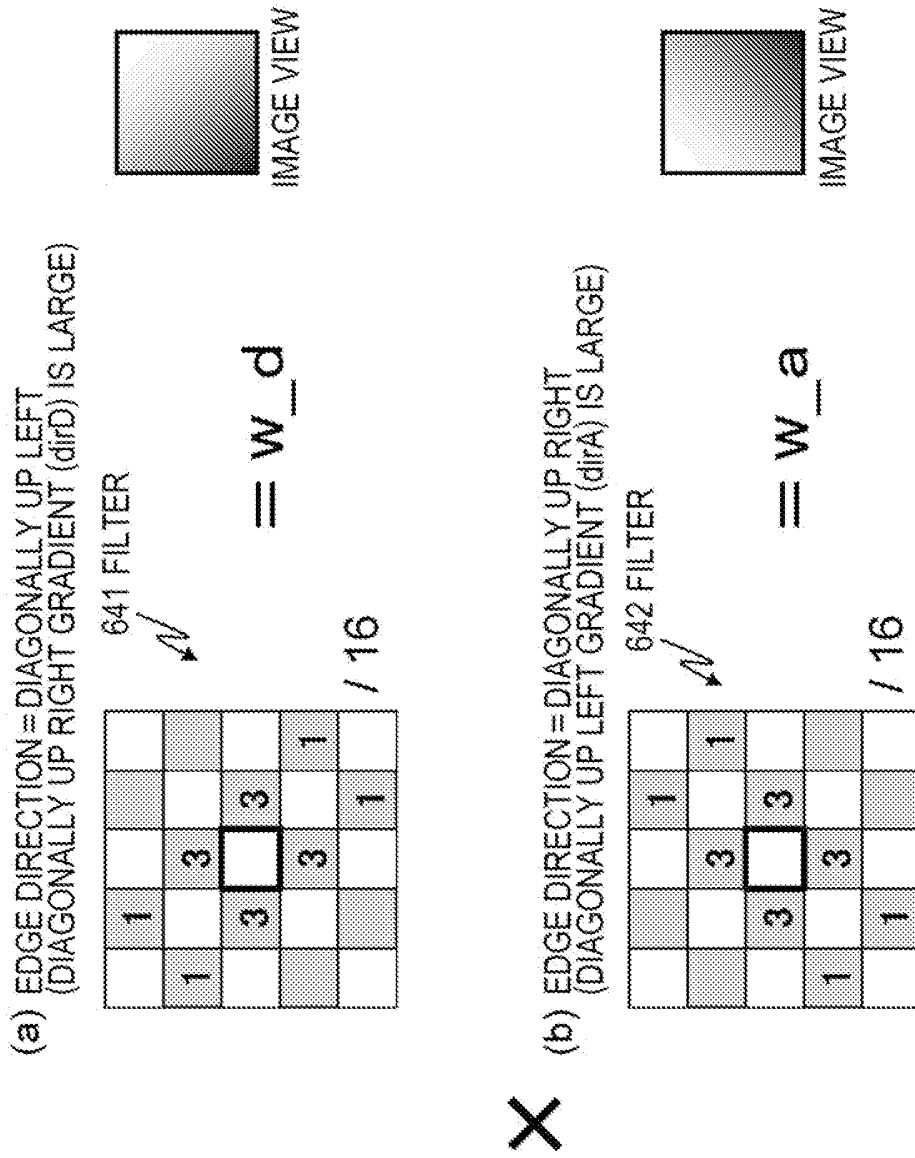 (a) EDGE DIRECTION = DIAGONALLY UP LEFT
(DIAGONALLY UP RIGHT GRADIENT (dirD) IS LARGE)
641 FILTER
1
1 3
3 3
3 1
1
/ 16
= w_d
IMAGE VIEW
×
(b) EDGE DIRECTION = DIAGONALLY UP RIGHT
(DIAGONALLY UP LEFT GRADIENT (dirA) IS LARGE)
642 FILTER
1
3 1
3 3
1 3
1
/ 16
= w_a
IMAGE VIEW